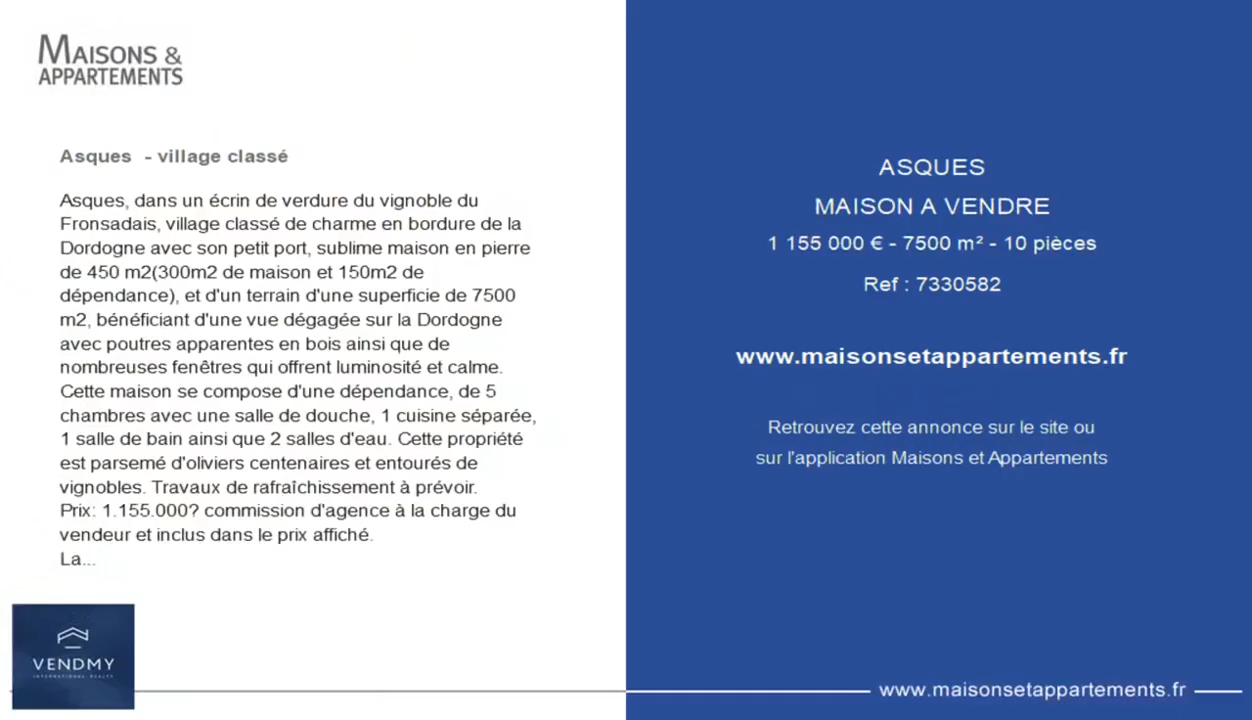 MAISONS &
APPARTEMENTS
Asques - village classé
Asques, dans un écrin de verdure du vignoble du
Fronsadais, village classé de charme en bordure de la
Dordogne avec son petit port, sublime maison en pierre
de 450 m2(300m2 de maison et 150m2 de
dépendance), et d'un terrain d'une superficie de 7500
m2, bénéficiant d'une vue dégagée sur la Dordogne
avec poutres apparentes en bois ainsi que de
nombreuses fenêtres qui offrent luminosité et calme.
Cette maison se compose d'une dépendance, de 5
chambres avec une salle de douche, 1 cuisine séparée,
1 salle de bain ainsi que 2 salles d'eau. Cette propriété
est parsemé d'oliviers centenaires et entourés de
vignobles. Travaux de rafraîchissement à prévoir.
Prix: 1.155.000? commission d'agence à la charge du
vendeur et inclus dans le prix affiché.
La...
VENDMY
INTERNATIONAL REALTY
ASQUES
MAISON A VENDRE
1 155 000 € - 7500 m² - 10 pièces
Ref : 7330582
www.maisonsetappartements.fr
Retrouvez cette annonce sur le site ou
sur l'application Maisons et Appartements
www.maisonsetappartements.fr